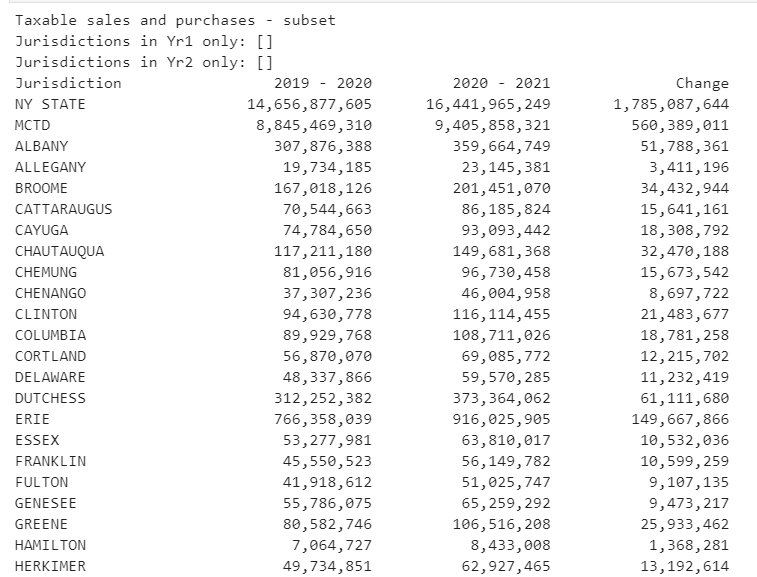 Taxable sales and purchases - subset
Jurisdictions in Yr1 only: []
Jurisdictions in Yr2 only: []
Jurisdiction 2019 - 2020 2020 - 2021 Change
NY STATE 14,656,877,605 16,441,965,249 1,785,087,644
MCTD 8,845,469,310 9,405,858,321 560,389,011
ALBANY 307,876,388 359,664,749 51,788,361
ALLEGANY 19,734,185 23,145,381 3,411,196
BROOME 167,018,126 201,451,070 34,432,944
CATTARAUGUS 70,544,663 86,185,824 15,641,161
CAYUGA 74,784,650 93,093,442 18,308,792
CHAUTAUQUA 117,211,180 149,681,368 32,470,188
CHEMUNG 81,056,916 96,730,458 15,673,542
CHENANGO 37,307,236 46,004,958 8,697,722
CLINTON 94,630,778 116,114,455 21,483,677
COLUMBIA 89,929,768 108,711,026 18,781,258
CORTLAND 56,870,070 69,085,772 12,215,702
DELAWARE 48,337,866 59,570,285 11,232,419
DUTCHESS 312,252,382 373,364,062 61,111,680
ERIE 766,358,039 916,025,905 149,667,866
ESSEX 53,277,981 63,810,017 10,532,036
FRANKLIN 45,550,523 56,149,782 10,599,259
FULTON 41,918,612 51,025,747 9,107,135
GENESEE 55,786,075 65,259,292 9,473,217
GREENE 80,582,746 106,516,208 25,933,462
HAMILTON 7,064,727 8,433,008 1,368,281
HERKIMER 49,734,851 62,927,465 13,192,614